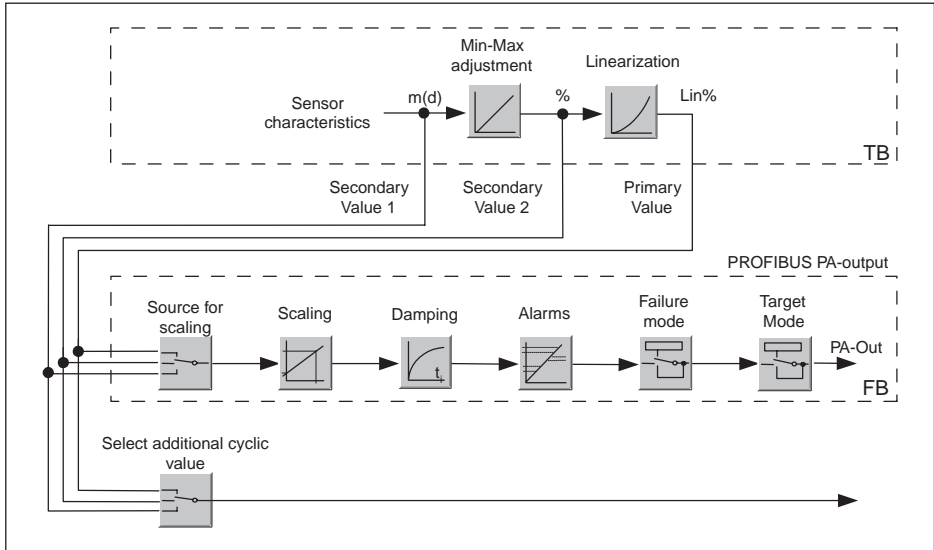 Min-Max
adjustment
Linearization
Sensor
characteristics
m(d)
%
Lin%
TB
Secondary
Value 1
Secondary
Value 2
Primary
Value
PROFIBUS PA-output
Source for
scaling
Scaling
Damping
Alarms
Failure
mode
Target
Mode
ti
PA-Out
FB
Select additional cyclic
value